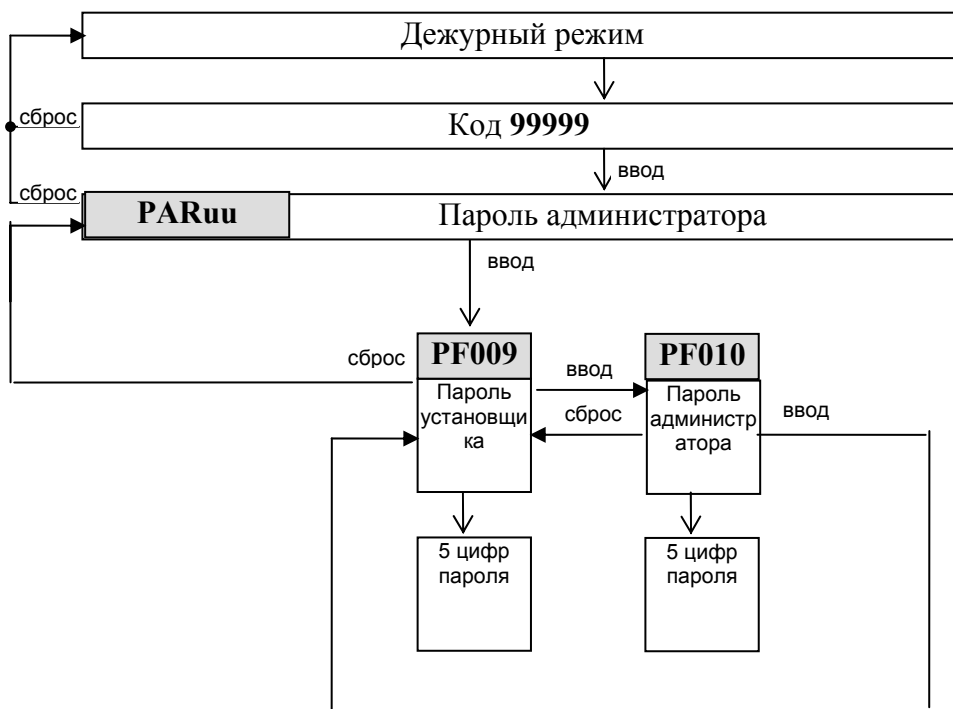 Дежурный режим
сброс
Код 99999
ввод
сброс
PARuu
Пароль администратора
ввод
сброс
PF009
ввод
PF010
Пароль
установщи
ка
сброс
Пароль
администр
атора
ввод
5 цифр
пароля
5 цифр
пароля